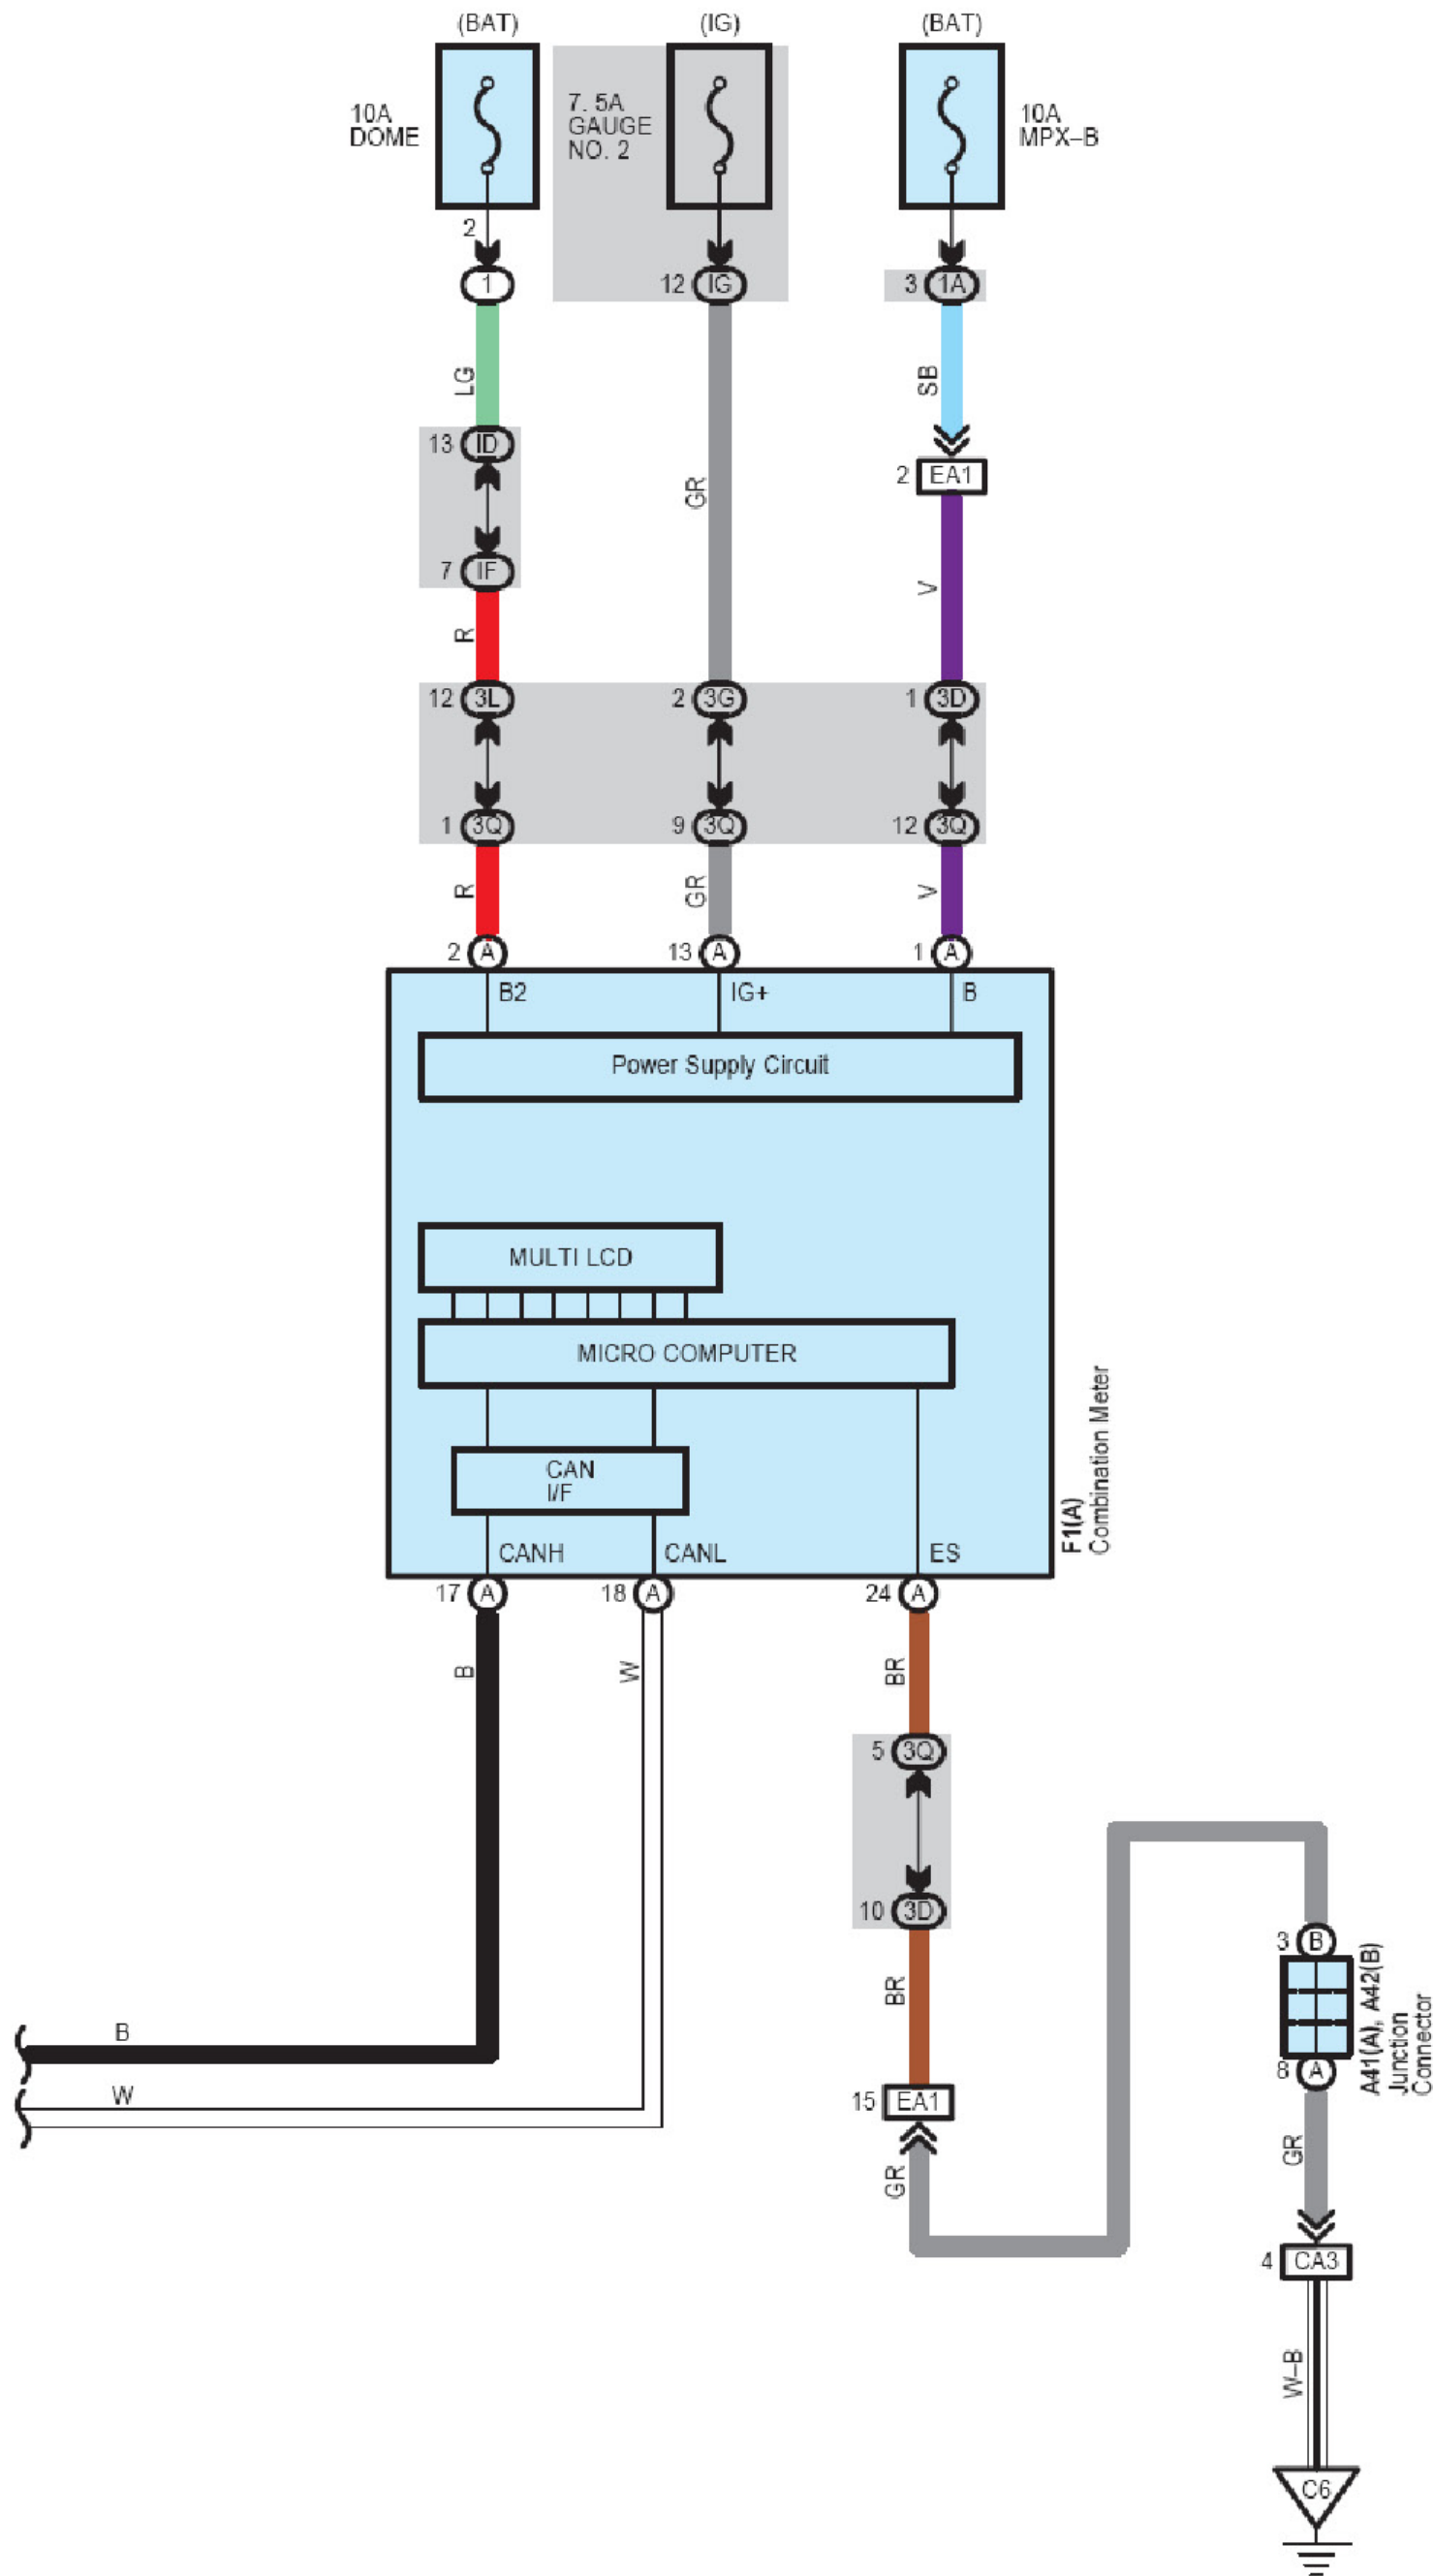 (BAT) (IG) (BAT)
10A
DOME
7. 5A
GAUGE
NO. 2
10A
MPX–B
2
1
12 IG
3 1A
LG
SB
13 ID
2 EA1
GR
7 IF
V
R
12 3L 2 3G 1 3D
1 3Q 9 3Q 12 3Q
R GR V
2 A 13 A 1 A
B2 IG+ B
Power Supply Circuit
MULTI LCD
MICRO COMPUTER
CAN
I/F
F1(A)
Combination Meter
CANH CANL ES
17 A 18 A 24 A
B W BR
5 3Q
10 3D
3 B
A41(A), A42(B)
Junction
Connector
BR
B
8 A
W
15 EA1
GR
GR
4 CA3
W–B
C6